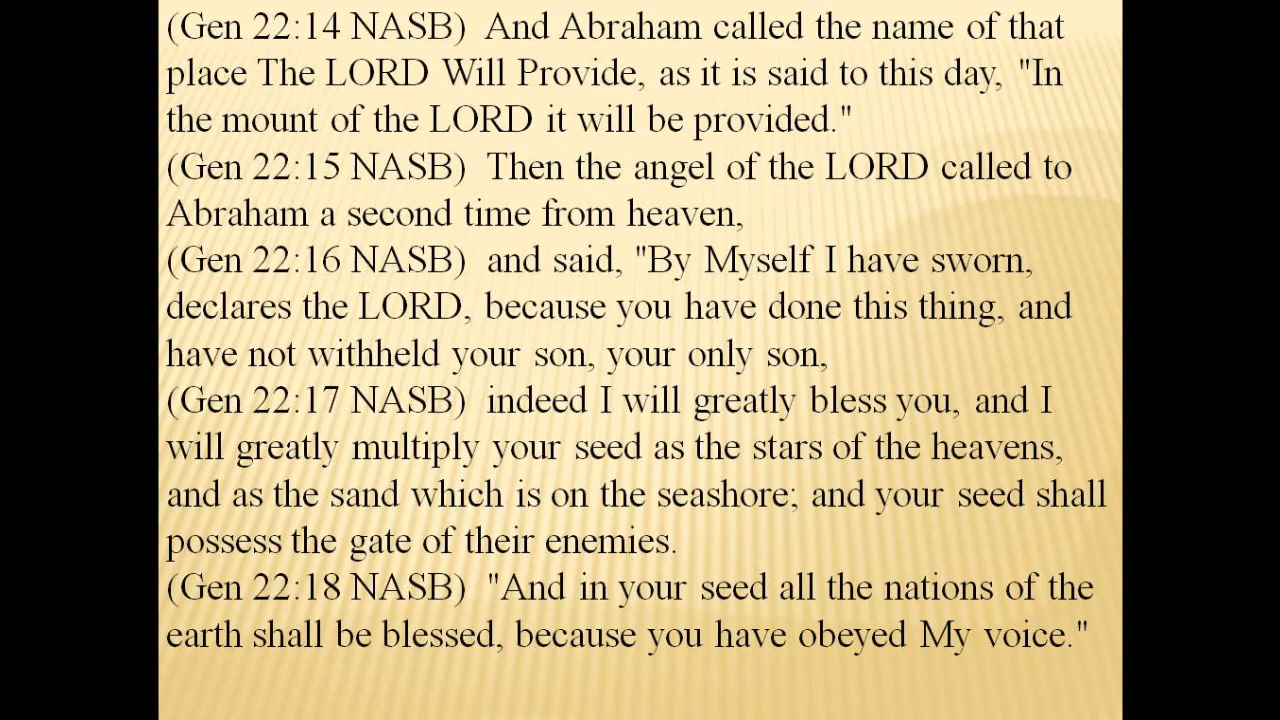 (Gen 22:14 NASB)  And Abraham called the name of that
place The LORD Will Provide, as it is said to this day, "In
the mount of the LORD it will be provided."
(Gen 22:15 NASB)  Then the angel of the LORD called to
Abraham a second time from heaven,
(Gen 22:16 NASB)  and said, "By Myself I have sworn,
declares the LORD, because you have done this thing, and
have not withheld your son, your only son,
(Gen 22:17 NASB)  indeed I will greatly bless you, and I
will greatly multiply your seed as the stars of the heavens,
and as the sand which is on the seashore; and your seed shall
possess the gate of their enemies.
(Gen 22:18 NASB)  "And in your seed all the nations of the
earth shall be blessed, because you have obeyed My voice."